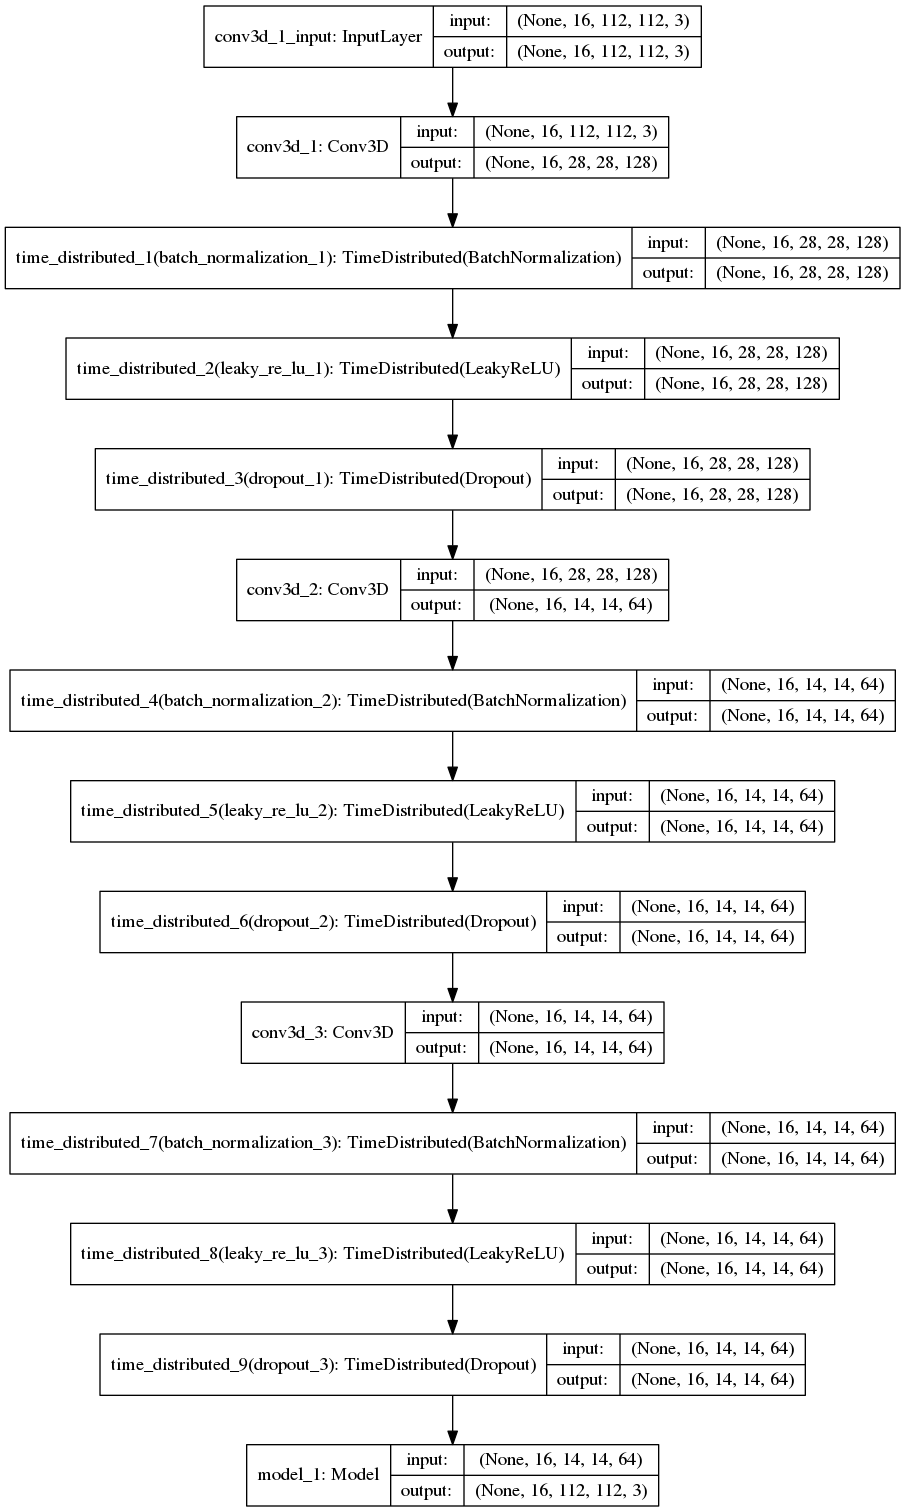 conv3d_1_input: InputLayer
input: (None, 16, 112, 112, 3)
output: (None, 16, 112, 112, 3)
conv3d_1: Conv3D
input: (None, 16, 112, 112, 3)
output: (None, 16, 28, 28, 128)
time_distributed_1(batch_normalization_1): TimeDistributed(BatchNormalization)
input: (None, 16, 28, 28, 128)
output: (None, 16, 28, 28, 128)
time_distributed_2(leaky_re_lu_1): TimeDistributed(LeakyReLU)
input: (None, 16, 28, 28, 128)
output: (None, 16, 28, 28, 128)
time_distributed_3(dropout_1): TimeDistributed(Dropout)
input: (None, 16, 28, 28, 128)
output: (None, 16, 28, 28, 128)
conv3d_2: Conv3D
input: (None, 16, 28, 28, 128)
output: (None, 16, 14, 14, 64)
time_distributed_4(batch_normalization_2): TimeDistributed(BatchNormalization)
input: (None, 16, 14, 14, 64)
output: (None, 16, 14, 14, 64)
time_distributed_5(leaky_re_lu_2): TimeDistributed(LeakyReLU)
input: (None, 16, 14, 14, 64)
output: (None, 16, 14, 14, 64)
time_distributed_6(dropout_2): TimeDistributed(Dropout)
input: (None, 16, 14, 14, 64)
output: (None, 16, 14, 14, 64)
conv3d_3: Conv3D
input: (None, 16, 14, 14, 64)
output: (None, 16, 14, 14, 64)
time_distributed_7(batch_normalization_3): TimeDistributed(BatchNormalization)
input: (None, 16, 14, 14, 64)
output: (None, 16, 14, 14, 64)
time_distributed_8(leaky_re_lu_3): TimeDistributed(LeakyReLU)
input: (None, 16, 14, 14, 64)
output: (None, 16, 14, 14, 64)
time_distributed_9(dropout_3): TimeDistributed(Dropout)
input: (None, 16, 14, 14, 64)
output: (None, 16, 14, 14, 64)
model_1: Model
input: (None, 16, 14, 14, 64)
output: (None, 16, 112, 112, 3)